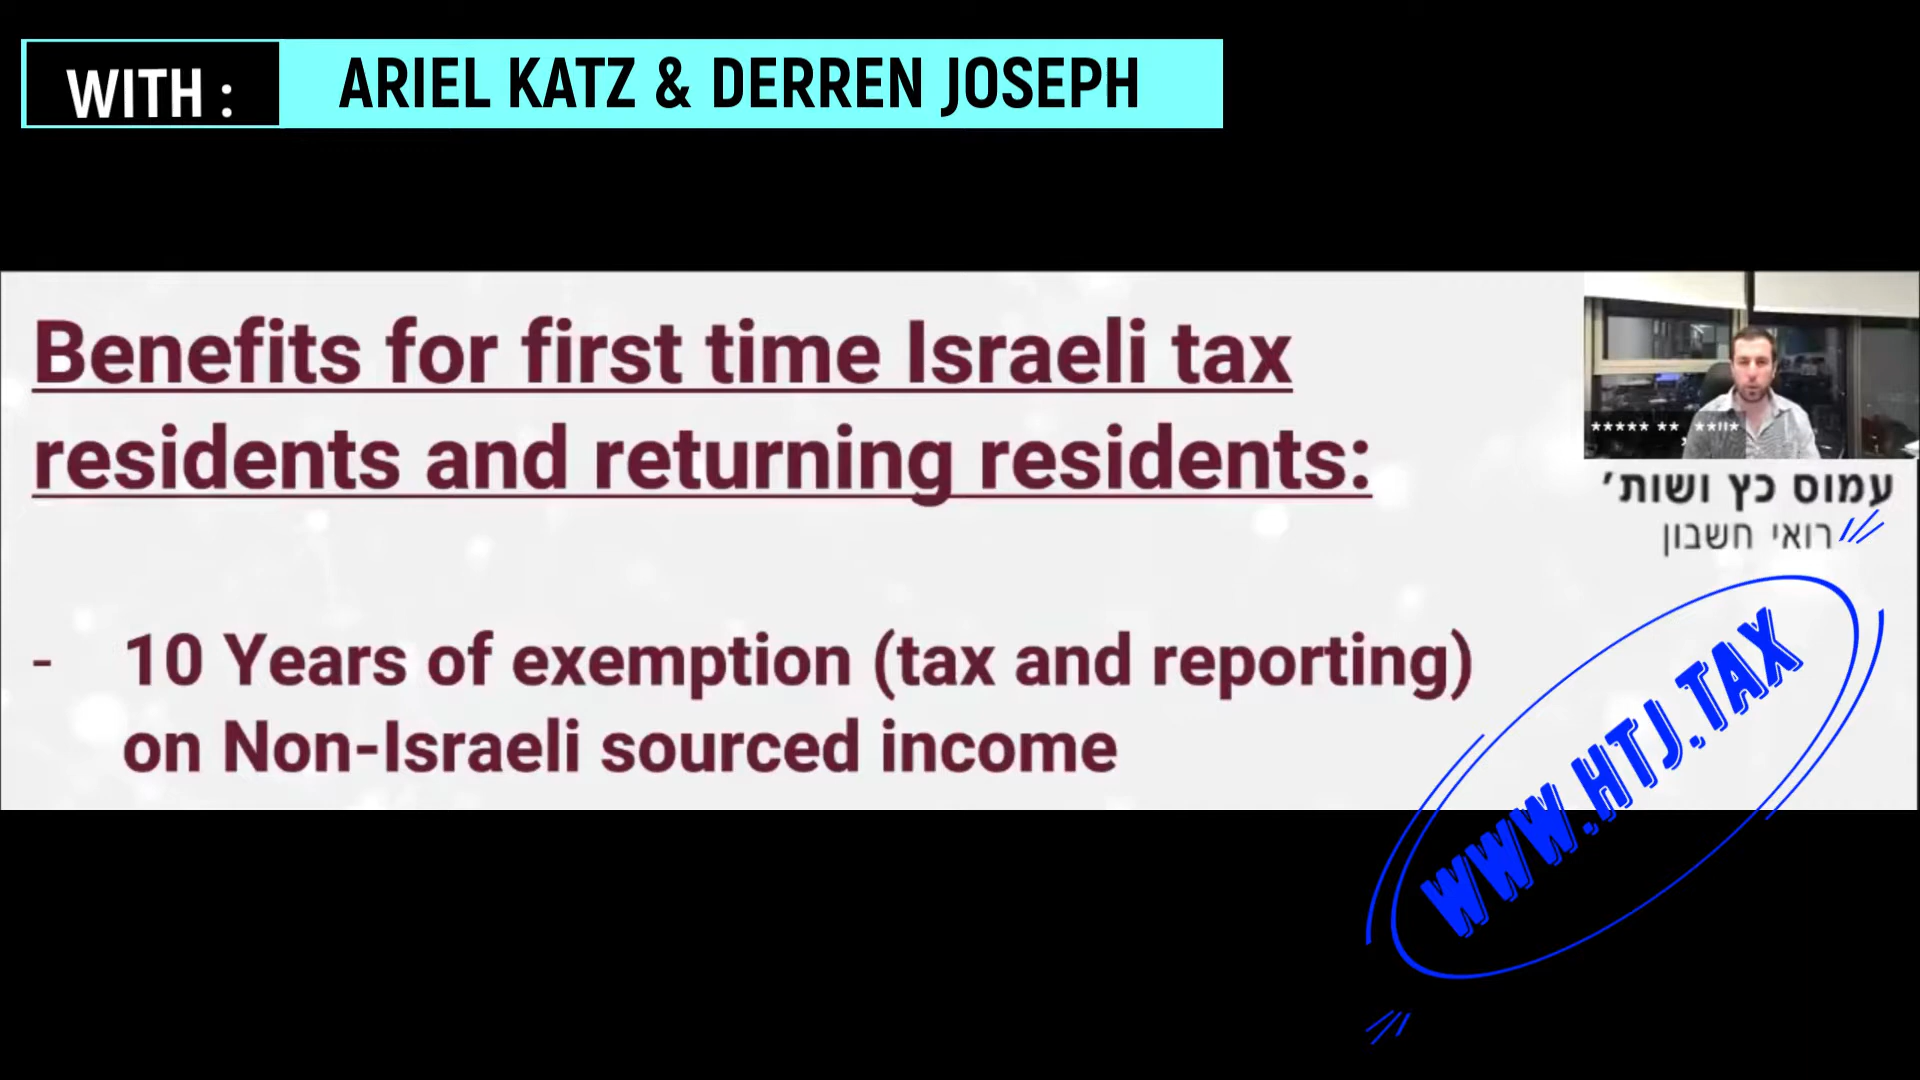 WITH :
ARIEL KATZ & DERREN JOSEPH
Benefits for first time Israeli tax
residents and returning residents:
- 10 Years of exemption (tax and reporting)
on Non-Israeli sourced income
***** **
עמוס כץ ושות׳
רואי חשבון
WWW.HTJ.TAX